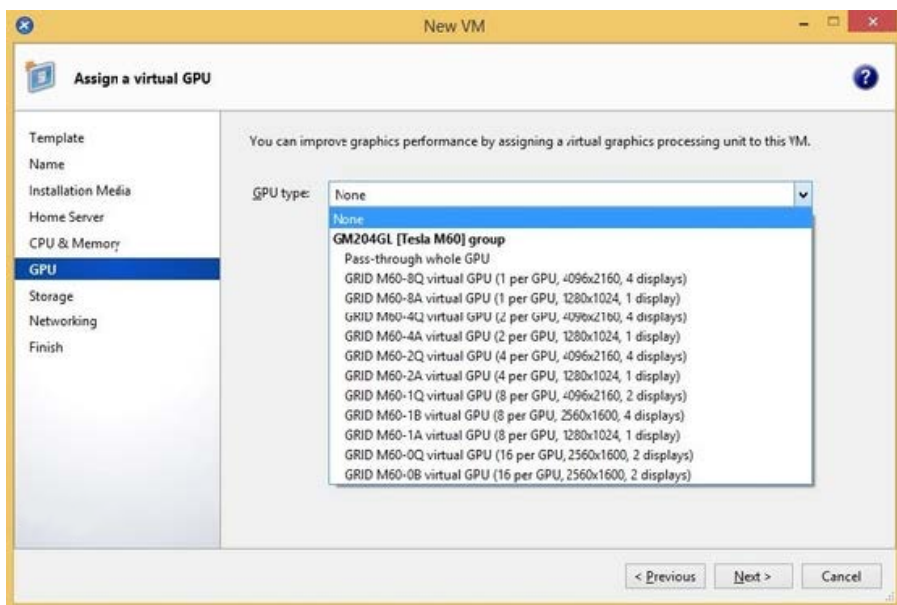 New VM
Assign a virtual GPU
Template
Name
Installation Media
Home Server
CPU & Memory
GPU
Storage
Networking
Finish
You can improve graphics performance by assigning a virtual graphics processing unit to this VM.
GPU type: None
None
GM204GL [Tesla M60] group
Pass-through whole GPU
GRID M60-8Q virtual GPU (1 per GPU, 4096x2160, 4 displays)
GRID M60-8A virtual GPU (1 per GPU, 1280x1024, 1 display)
GRID M60-4Q virtual GPU (2 per GPU, 4096x2160, 4 displays)
GRID M60-4A virtual GPU (2 per GPU, 1280x1024, 1 display)
GRID M60-2Q virtual GPU (4 per GPU, 4096x2160, 4 displays)
GRID M60-2A virtual GPU (4 per GPU, 1280x1024, 1 display)
GRID M60-1Q virtual GPU (8 per GPU, 4096x2160, 2 displays)
GRID M60-1B virtual GPU (8 per GPU, 2560x1600, 4 displays)
GRID M60-1A virtual GPU (8 per GPU, 1280x1024, 1 display)
GRID M60-0Q virtual GPU (16 per GPU, 2560x1600, 2 displays)
GRID M60-0B virtual GPU (16 per GPU, 2560x1600, 2 displays)
< Previous Next > Cancel